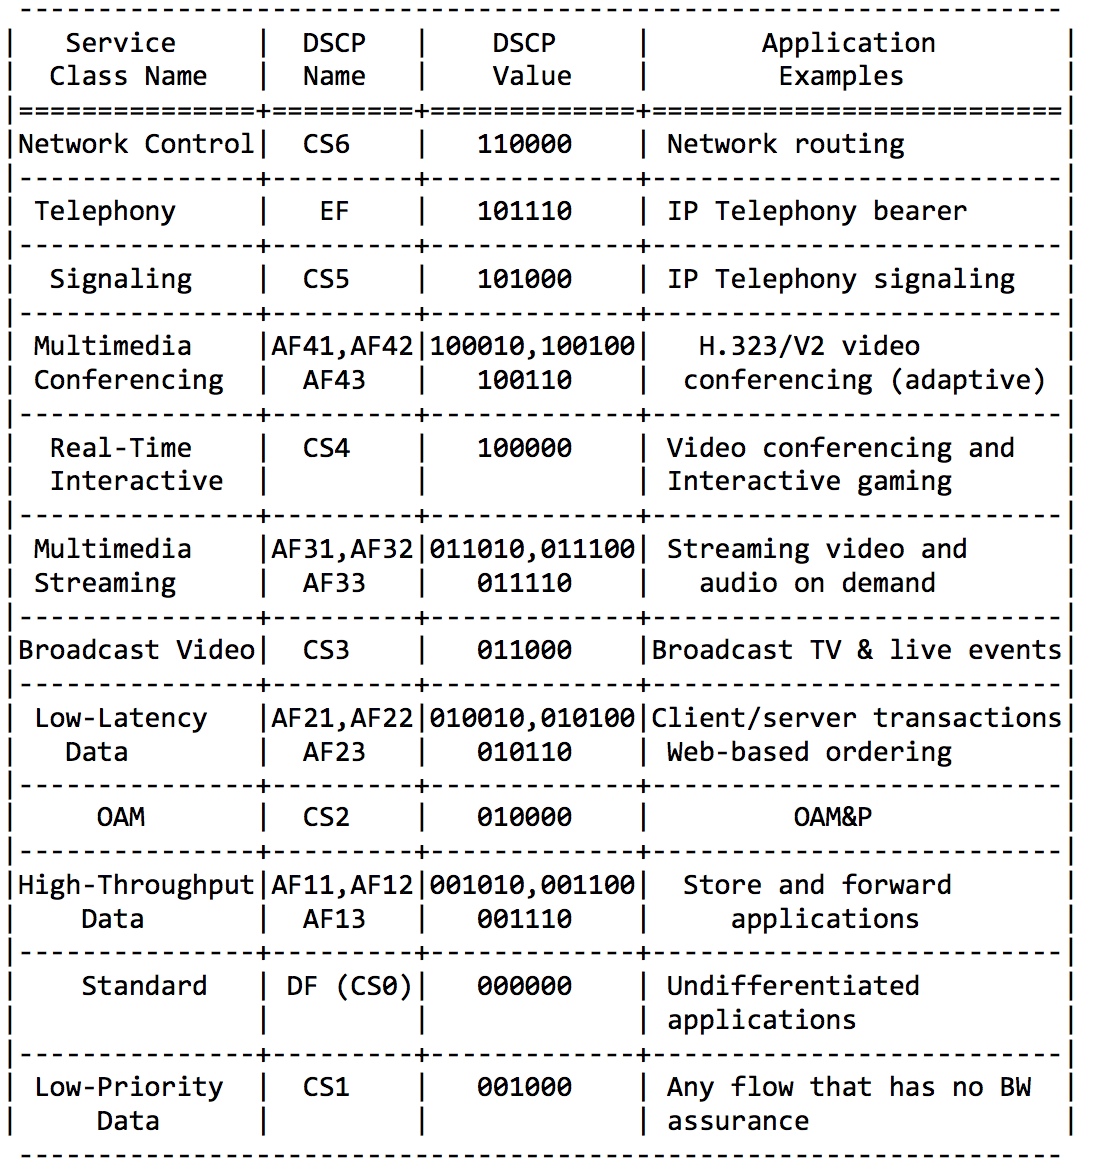 ------------------------------------------------------------------
|   Service     |  DSCP   |    DSCP     |       Application        |
|  Class Name   |  Name   |    Value    |        Examples          |
|===============+=========+=============+==========================|
|Network Control|  CS6    |   110000    | Network routing          |
|---------------+---------+-------------+--------------------------|
| Telephony     |   EF    |   101110    | IP Telephony bearer      |
|---------------+---------+-------------+--------------------------|
|  Signaling    |  CS5    |   101000    | IP Telephony signaling   |
|---------------+---------+-------------+--------------------------|
| Multimedia    |AF41,AF42|100010,100100|   H.323/V2 video         |
| Conferencing  |  AF43   |   100110    |  conferencing (adaptive) |
|---------------+---------+-------------+--------------------------|
|  Real-Time    |  CS4    |   100000    | Video conferencing and   |
|  Interactive  |         |             | Interactive gaming       |
|---------------+---------+-------------+--------------------------|
| Multimedia    |AF31,AF32|011010,011100| Streaming video and      |
| Streaming     |  AF33   |   011110    |   audio on demand        |
|---------------+---------+-------------+--------------------------|
|Broadcast Video|  CS3    |   011000    |Broadcast TV & live events|
|---------------+---------+-------------+--------------------------|
| Low-Latency   |AF21,AF22|010010,010100|Client/server transactions|
|   Data        |  AF23   |   010110    | Web-based ordering       |
|---------------+---------+-------------+--------------------------|
|     OAM       |  CS2    |   010000    |         OAM&P            |
|---------------+---------+-------------+--------------------------|
|High-Throughput|AF11,AF12|001010,001100|  Store and forward       |
|    Data       |  AF13   |   001110    |     applications         |
|---------------+---------+-------------+--------------------------|
|    Standard   | DF (CS0)|   000000    | Undifferentiated         |
|               |         |             | applications             |
|---------------+---------+-------------+--------------------------|
| Low-Priority  |  CS1    |   001000    | Any flow that has no BW  |
|     Data      |         |             | assurance                |
 ------------------------------------------------------------------